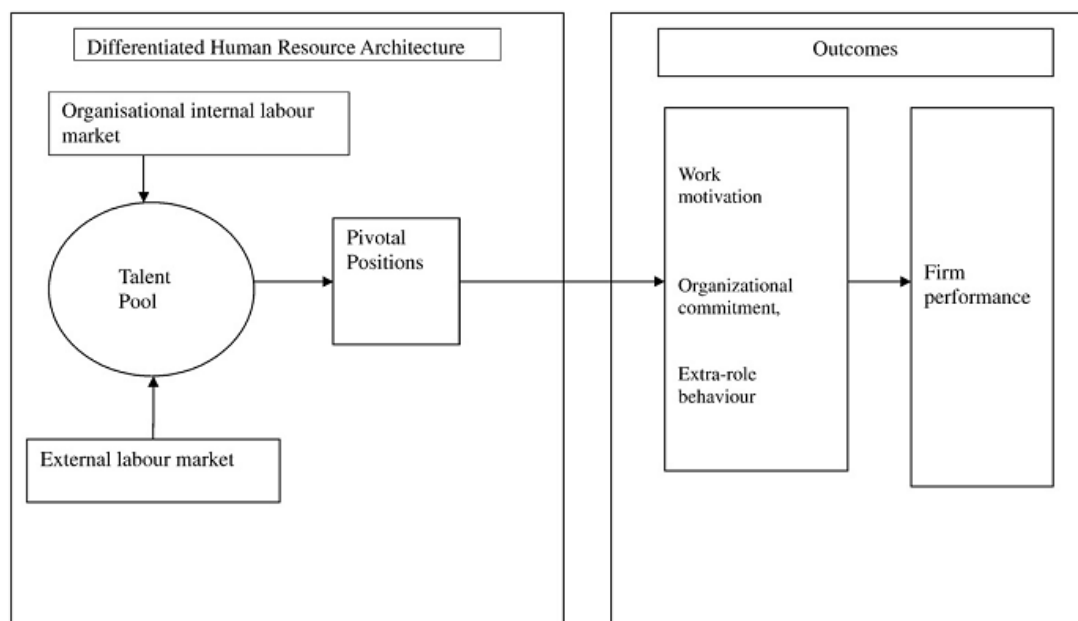 Differentiated Human Resource Architecture
Organisational internal labour
market
Talent
Pool
Pivotal
Positions
External labour market
Outcomes
Work
motivation
Organizational
commitment,
Extra-role
behaviour
Firm
performance